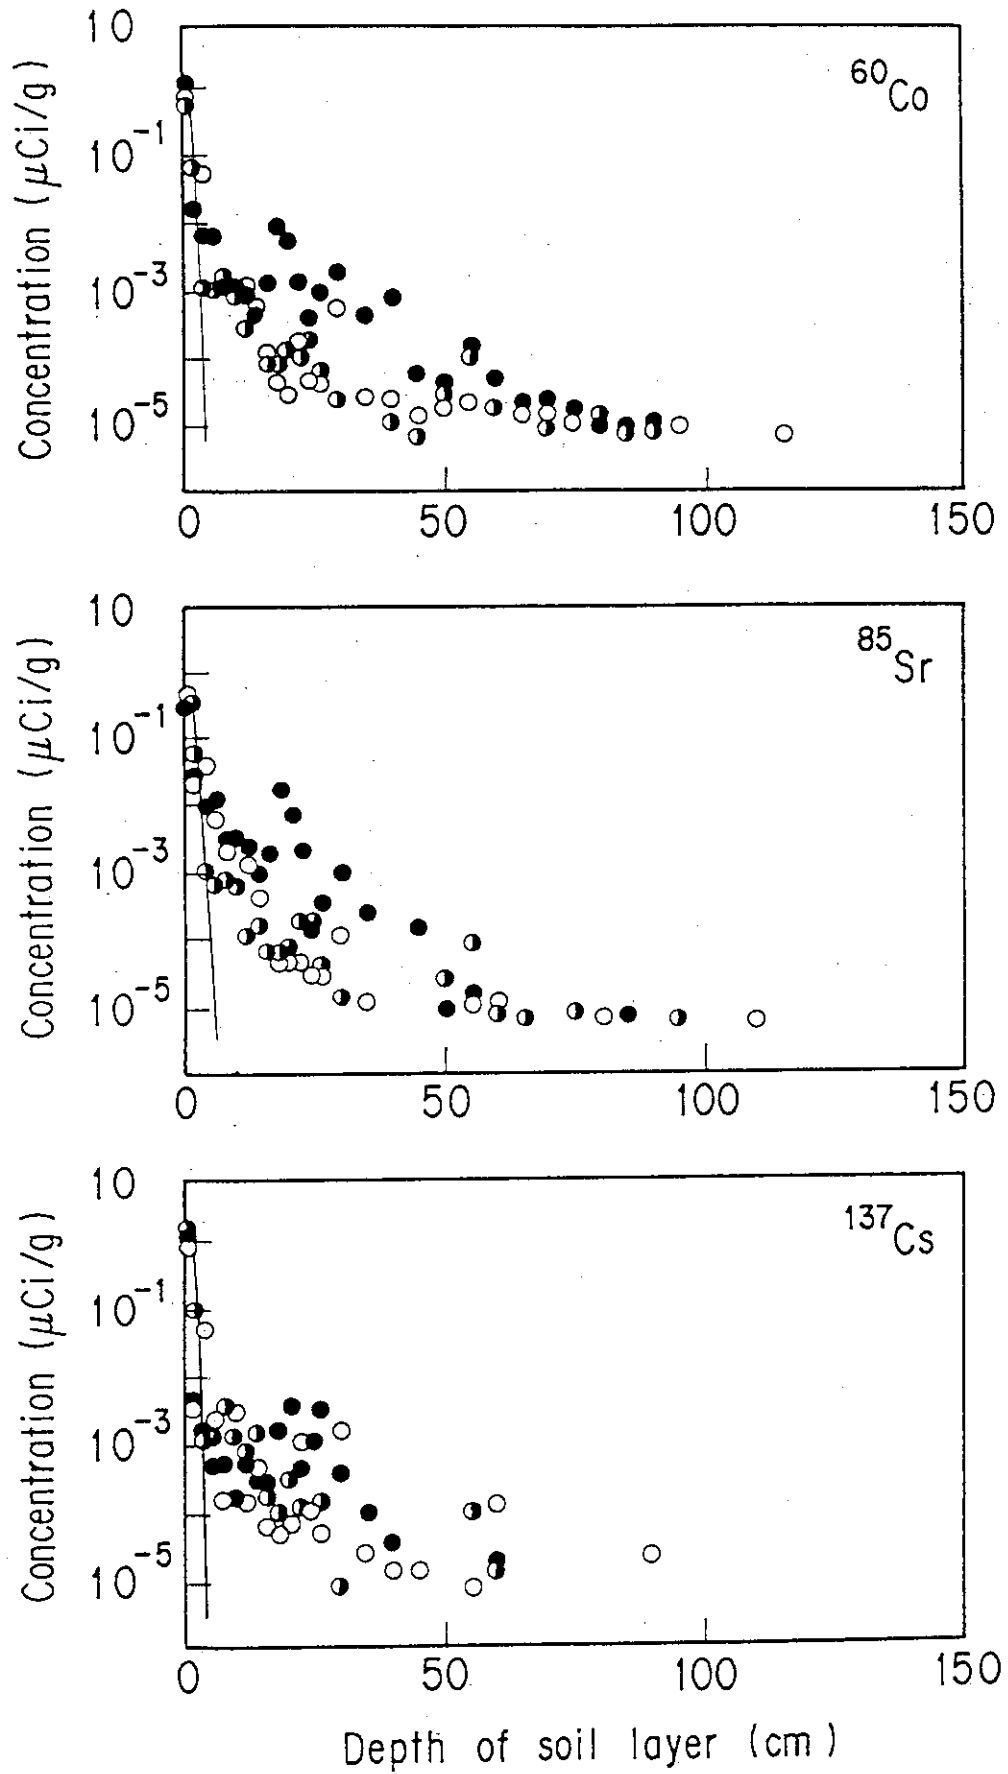 10
⁶⁰Co
10⁻¹
10⁻³
10⁻⁵
Concentration (μCi/g)
0 50 100 150
10
⁸⁵Sr
10⁻¹
10⁻³
10⁻⁵
Concentration (μCi/g)
0 50 100 150
10
¹³⁷Cs
10⁻¹
10⁻³
10⁻⁵
Concentration (μCi/g)
0 50 100 150
Depth of soil layer (cm)